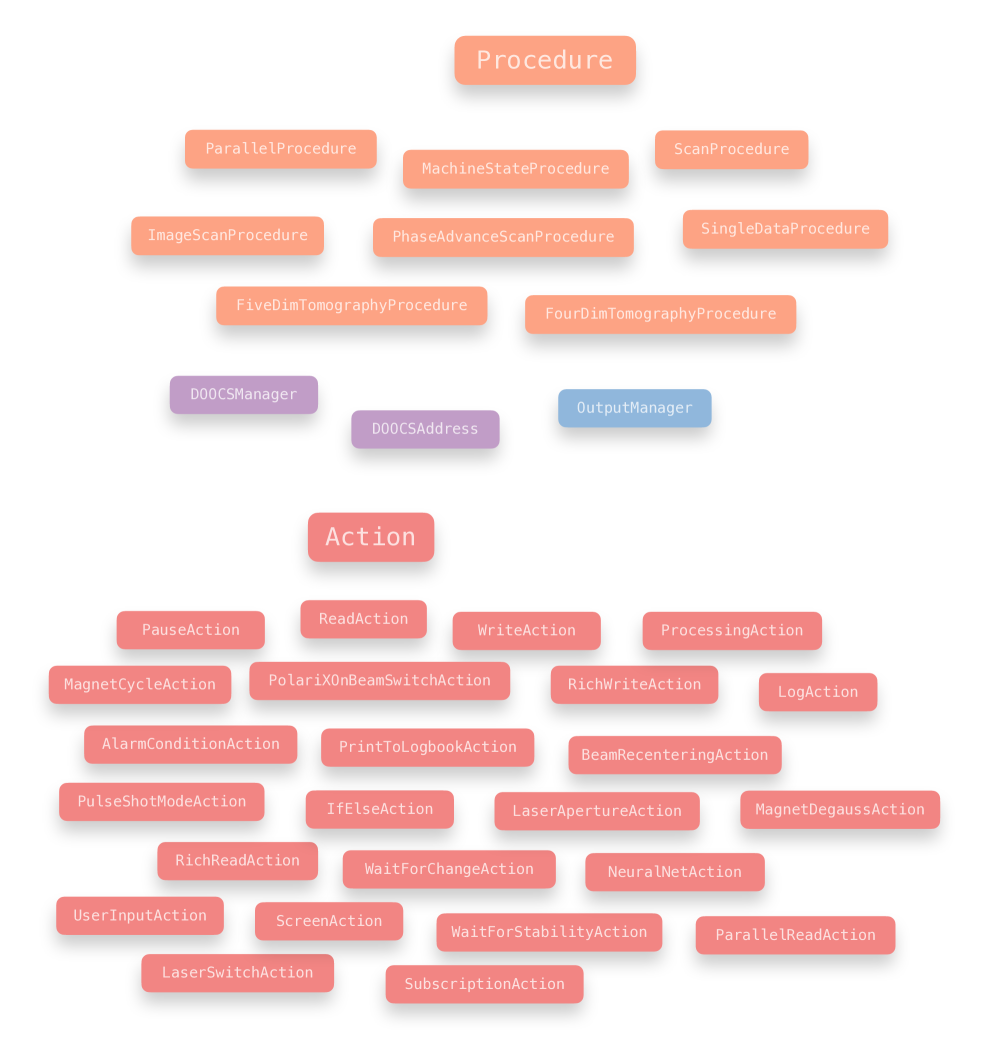 Procedure
ParallelProcedure
MachineStateProcedure
ScanProcedure
ImageScanProcedure
PhaseAdvanceScanProcedure
SingleDataProcedure
FiveDimTomographyProcedure
FourDimTomographyProcedure
DOOCSManager
DOOCSAddress
OutputManager
Action
PauseAction
ReadAction
WriteAction
ProcessingAction
MagnetCycleAction
PolariXOnBeamSwitchAction
RichWriteAction
LogAction
AlarmConditionAction
PrintToLogbookAction
BeamRecenteringAction
PulseShotModeAction
IfElseAction
LaserApertureAction
MagnetDegaussAction
RichReadAction
WaitForChangeAction
NeuralNetAction
UserInputAction
ScreenAction
WaitForStabilityAction
ParallelReadAction
LaserSwitchAction
SubscriptionAction